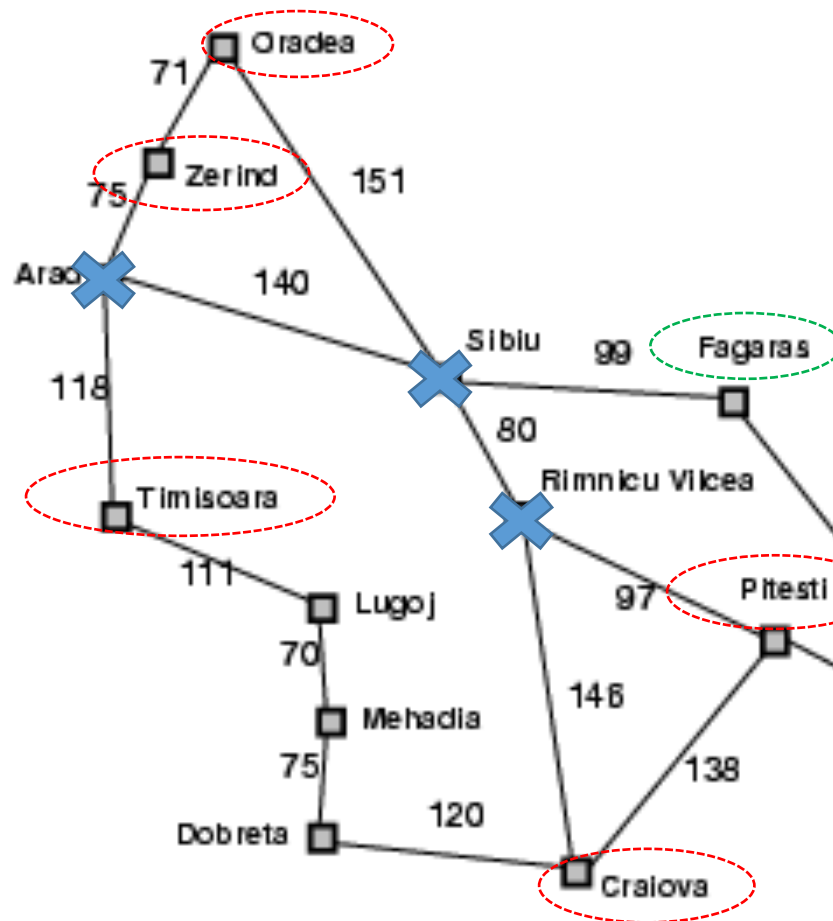 Oradea
71
Zerind
151
75
Arad
140
Sibiu
99
Fagaras
118
80
Rimnicu Vilcea
Timisoara
111
97
Pitesti
Lugoj
70
146
Mehadia
75
138
120
Dobreta
Craiova